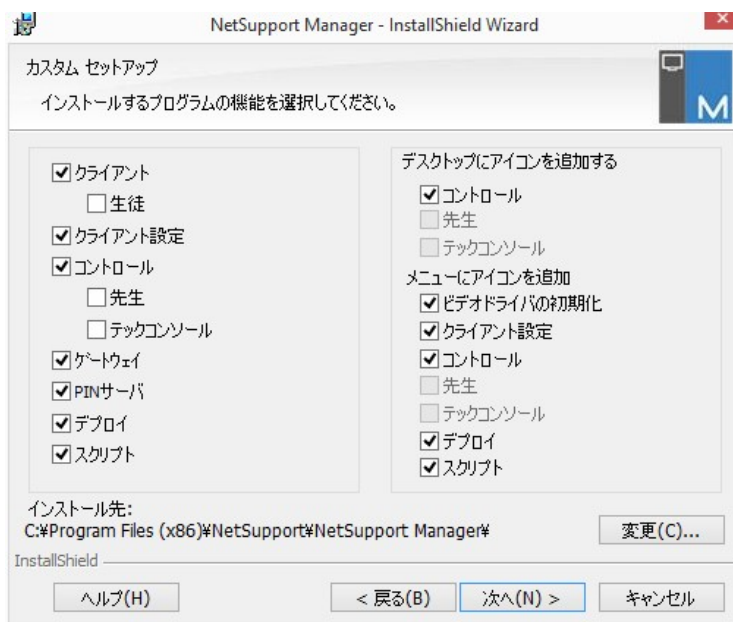 NetSupport Manager - InstallShield Wizard
カスタム セットアップ
インストールするプログラムの機能を選択してください。
M
クライアント
生徒
クライアント設定
コントロール
先生
テックコンソール
ゲートウェイ
PINサーバ
デプロイ
スクリプト
デスクトップにアイコンを追加する
コントロール
先生
テックコンソール
メニューにアイコンを追加
ビデオドライバの初期化
クライアント設定
コントロール
先生
テックコンソール
デプロイ
スクリプト
インストール先:
C:¥Program Files (x86)¥NetSupport¥NetSupport Manager¥
変更(C)...
InstallShield
ヘルプ(H)
< 戻る(B)
次へ(N) >
キャンセル